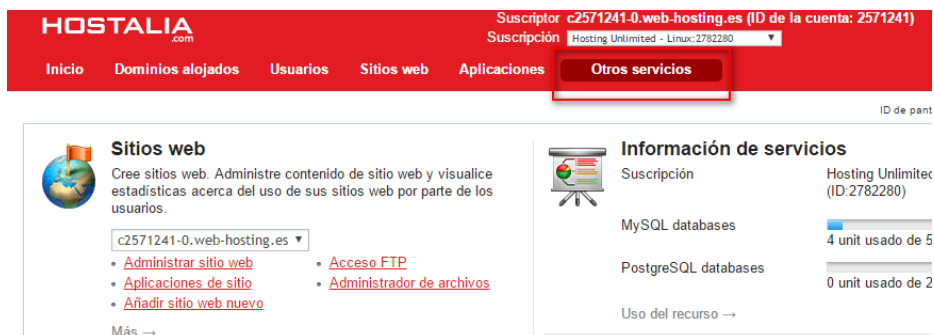 HOSTALIA
.com
Suscriptor c2571241-0.web-hosting.es (ID de la cuenta: 2571241)
Suscripción Hosting Unlimited - Linux:2782280
Inicio Dominios alojados Usuarios Sitios web Aplicaciones Otros servicios
ID de pant
Sitios web
Cree sitios web. Administre contenido de sitio web y visualice
estadísticas acerca del uso de sus sitios web por parte de los
usuarios.
c2571241-0.web-hosting.es
Administrar sitio web
Aplicaciones de sitio
Añadir sitio web nuevo
Acceso FTP
Administrador de archivos
Más →
Información de servicios
Suscripción Hosting Unlimited
(ID:2782280)
MySQL databases
4 unit usado de 5
PostgreSQL databases
0 unit usado de 2
Uso del recurso →